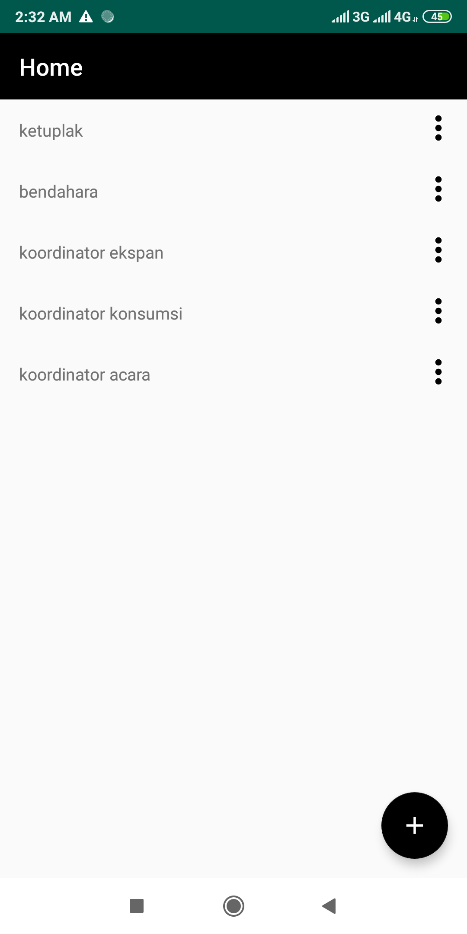 2:32 AM 3G 4G 45
Home
ketuplak
bendahara
koordinator ekspan
koordinator konsumsi
koordinator acara
+